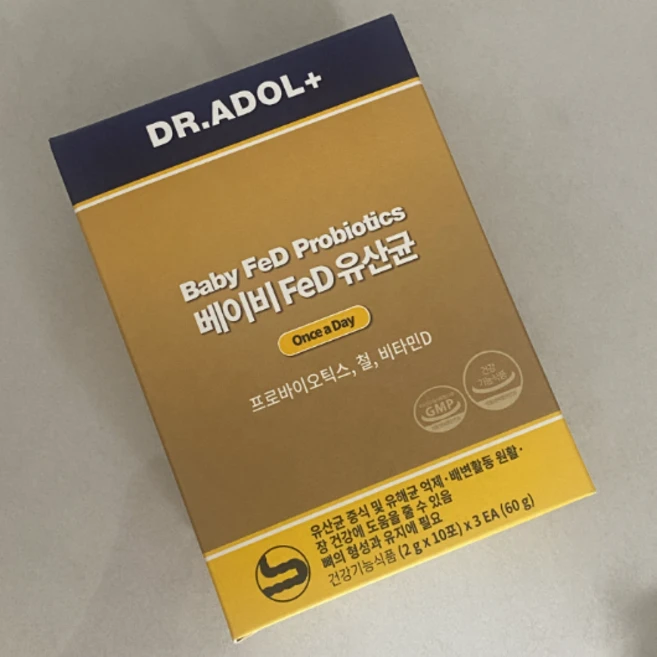 DR.ADOL+
Baby FeD Probiotics
베이비 FeD 유산균
Once a Day
프로바이오틱스, 철, 비타민D
GMP
건강
기능식품
유산균 증식 및 유해균 억제·배변활동 원활·
장 건강에 도움을 줄 수 있음
뼈의 형성과 유지에 필요
건강기능식품 (2 g x 10포) x 3 EA (60 g)